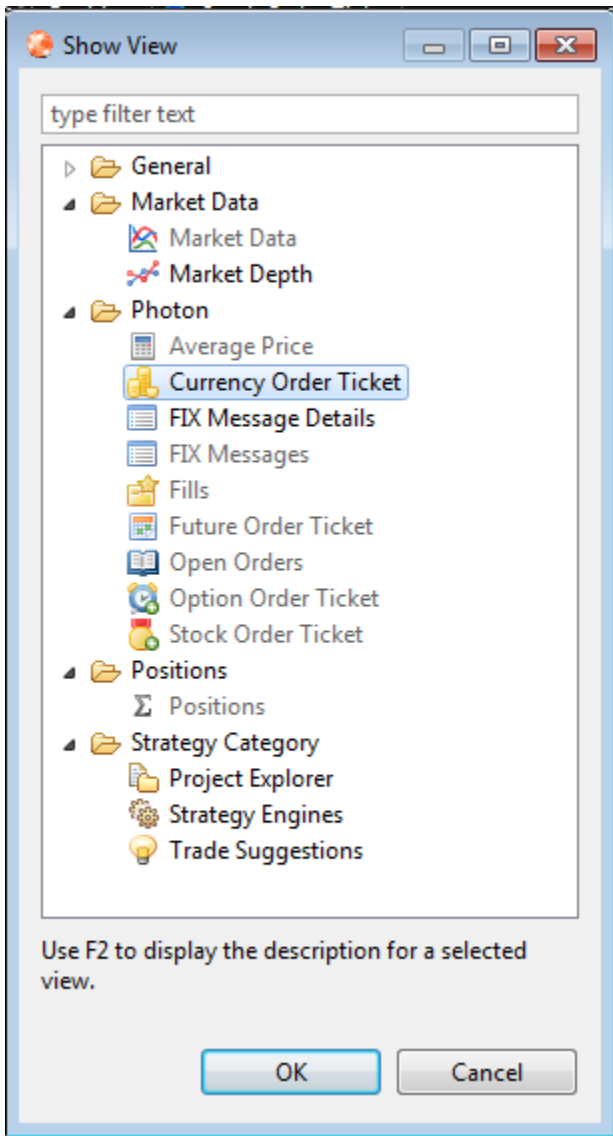 Show View
type filter text
General
Market Data
Market Data
Market Depth
Photon
Average Price
Currency Order Ticket
FIX Message Details
FIX Messages
Fills
Future Order Ticket
Open Orders
Option Order Ticket
Stock Order Ticket
Positions
Σ Positions
Strategy Category
Project Explorer
Strategy Engines
Trade Suggestions
Use F2 to display the description for a selected
view.
OK Cancel